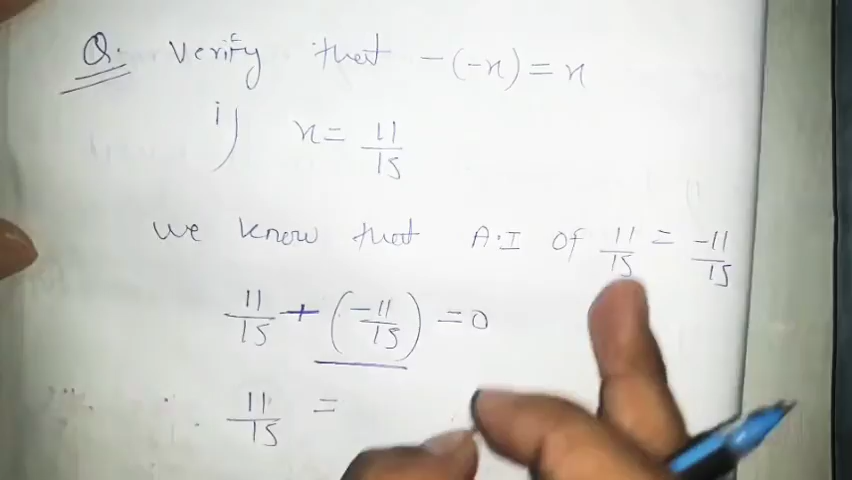 Q. Verify that -(-x) = x
i) x = 11/15
We know that A.I of 11/15 = -11/15
11/15 + (-11/15) = 0
∴ 11/15 =